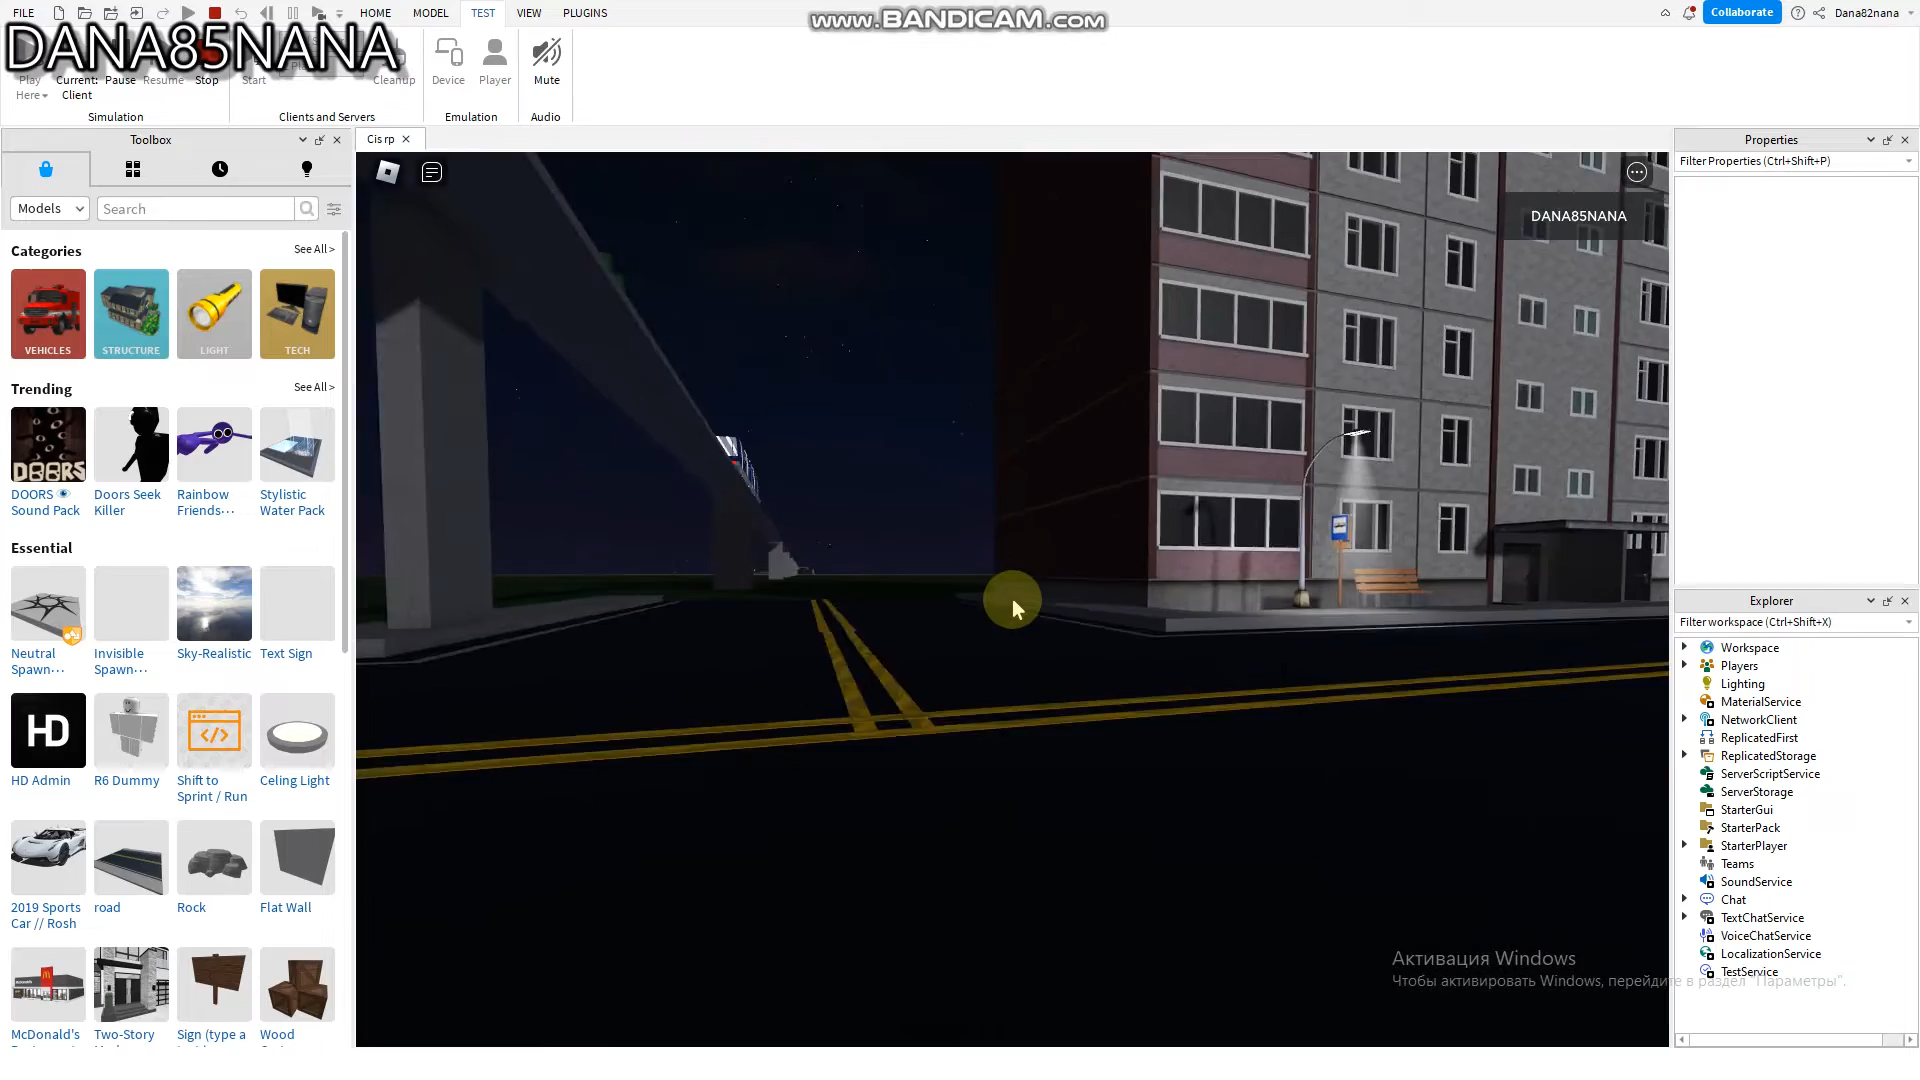 FILE HOME MODEL TEST VIEW PLUGINS
www.BANDICAM.com
Collaborate Dana82nana
DANA85NANA
Play Here
Current: Client
Pause Resume Stop
Start
Cleanup
Device Player
Mute
Simulation Clients and Servers Emulation Audio
Toolbox
Cis rp
Properties
Filter Properties (Ctrl+Shift+P)
Models Search
DANA85NANA
Categories See All >
VEHICLES STRUCTURE LIGHT TECH
Trending See All >
DOORS
DOORS Sound Pack
Doors Seek Killer
Rainbow Friends···
Stylistic Water Pack
Essential
Neutral Spawn···
Invisible Spawn···
Sky-Realistic
Text Sign
HD
HD Admin
R6 Dummy
Shift to Sprint / Run
Celing Light
2019 Sports Car // Rosh
road
Rock
Flat Wall
McDonald's
Two-Story
Sign (type a
Wood
Explorer
Filter workspace (Ctrl+Shift+X)
Workspace
Players
Lighting
MaterialService
NetworkClient
ReplicatedFirst
ReplicatedStorage
ServerScriptService
ServerStorage
StarterGui
StarterPack
StarterPlayer
Teams
SoundService
Chat
TextChatService
VoiceChatService
LocalizationService
TestService
Активация Windows
Чтобы активировать Windows, перейдите в раздел "Параметры".